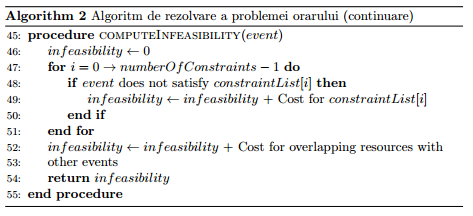 Algorithm 2 Algoritm de rezolvare a problemei orarului (continuare)
45: procedure COMPUTEINFEASIBILITY(event)
46: infeasibility ← 0
47: for i = 0 → numberOfConstraints − 1 do
48: if event does not satisfy constraintList[i] then
49: infeasibility ← infeasibility + Cost for constraintList[i]
50: end if
51: end for
52: infeasibility ← infeasibility + Cost for overlapping resources with
53: other events
54: return infeasibility
55: end procedure